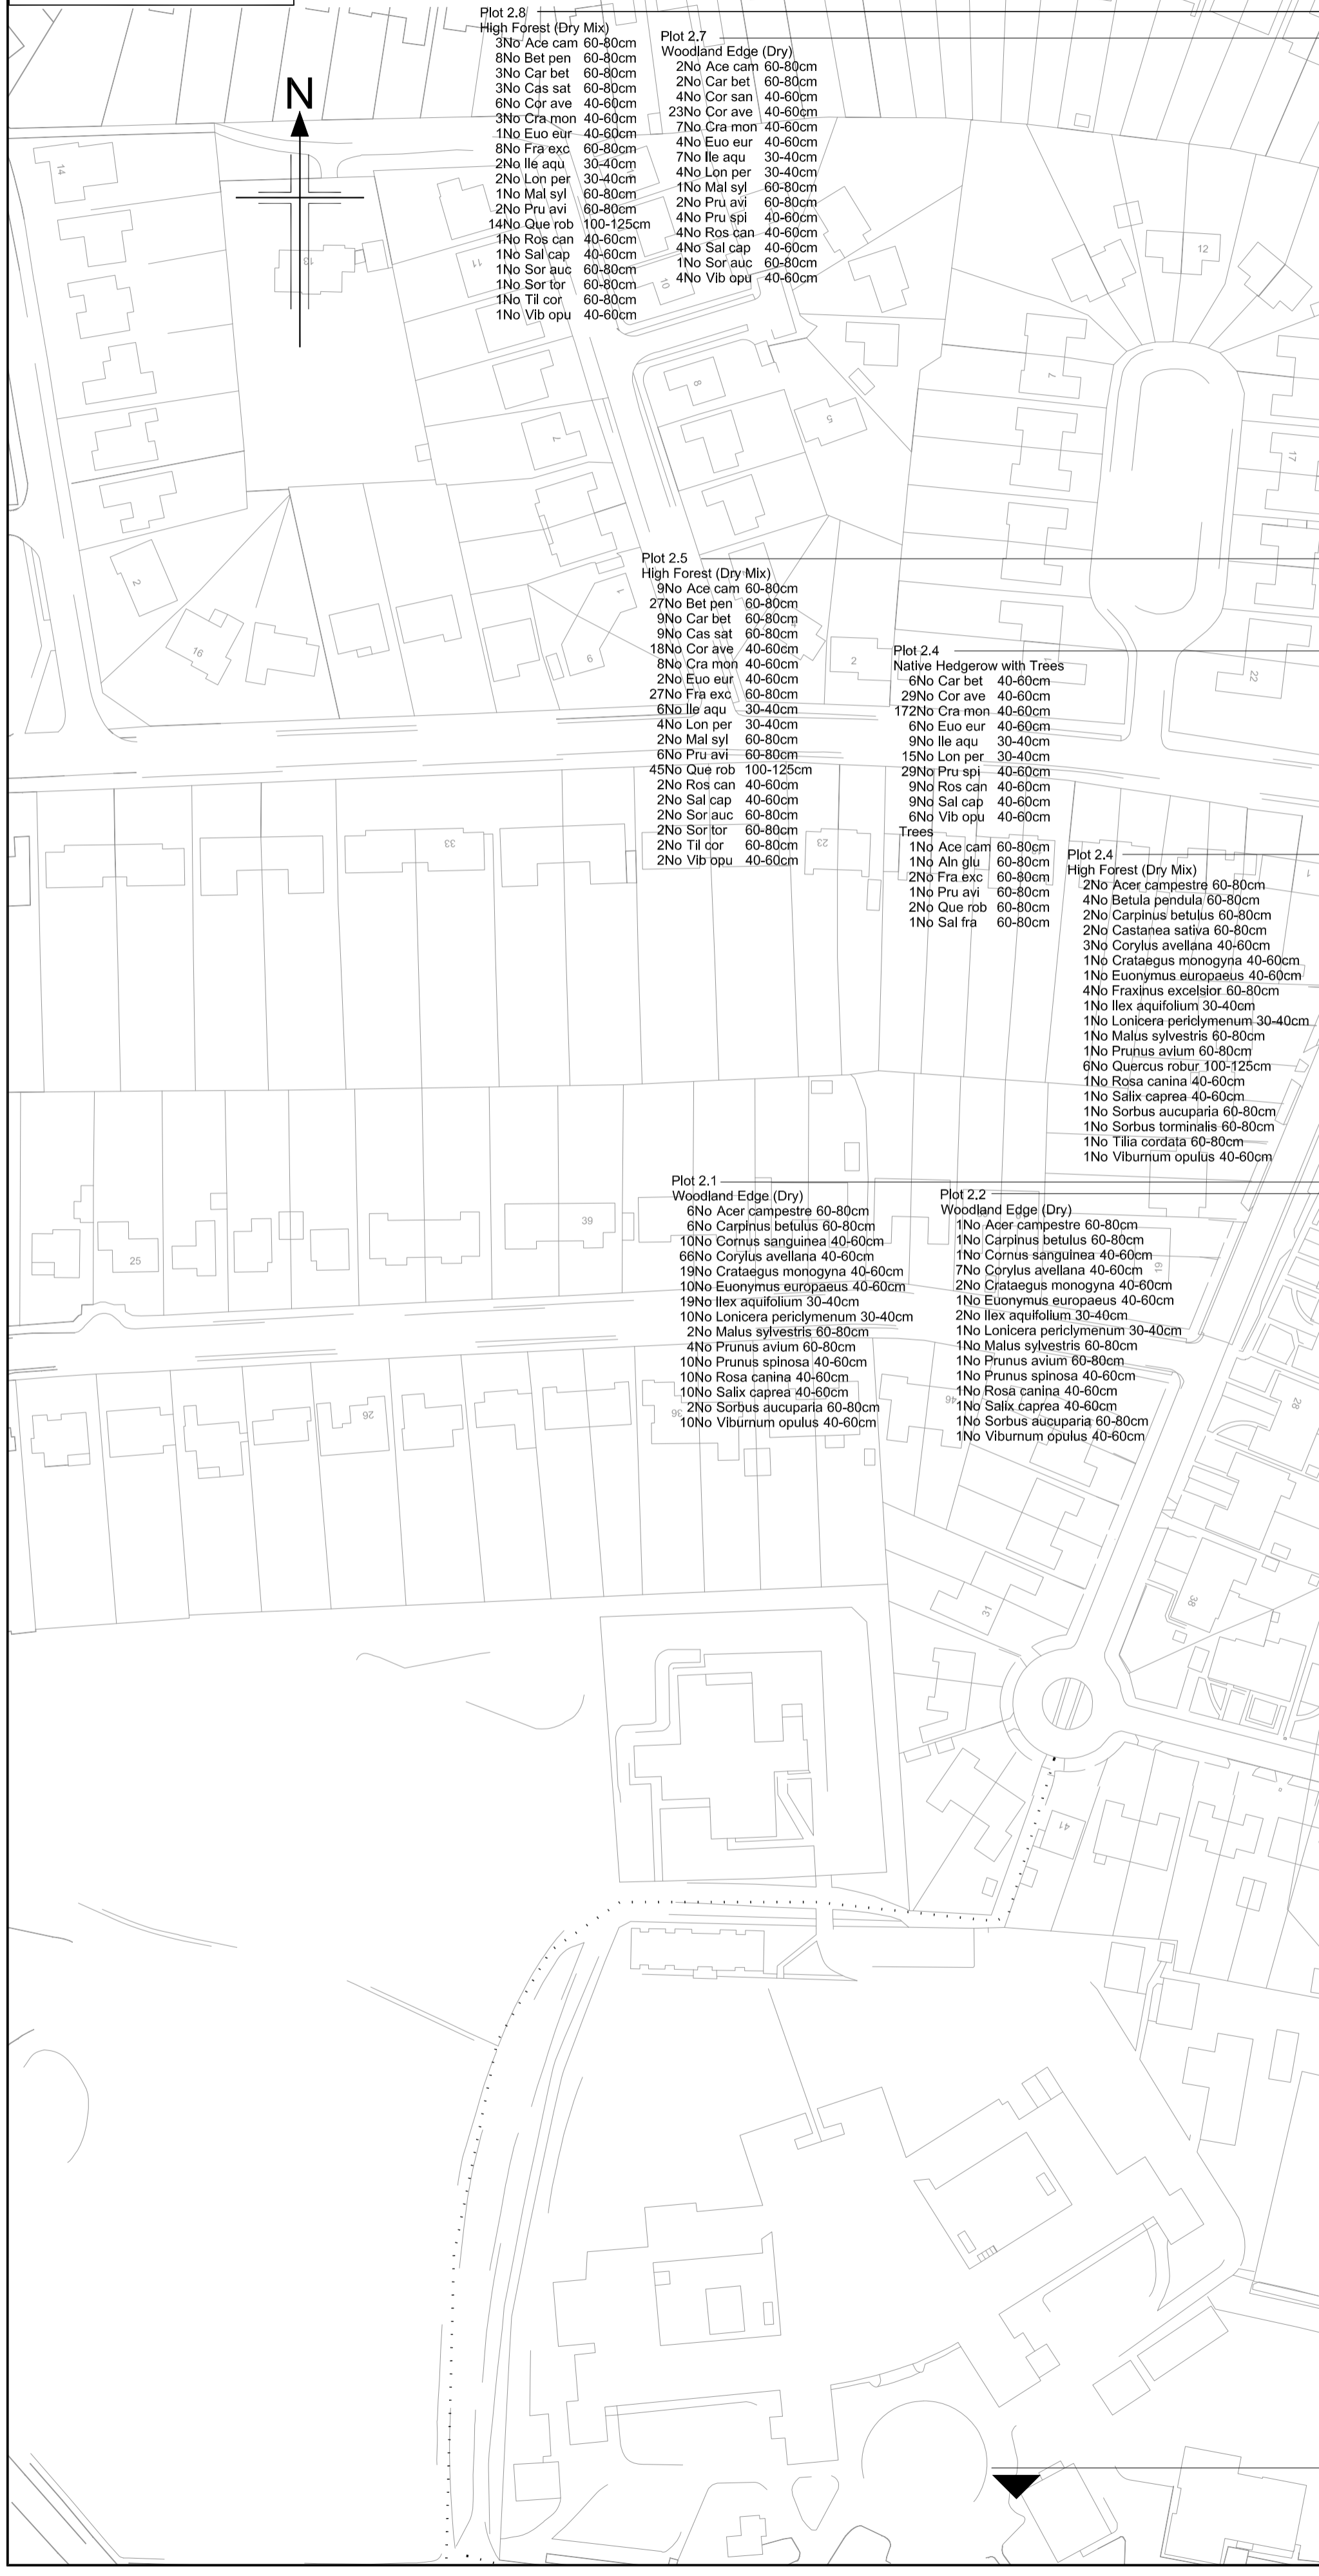 Plot 2.8
High Forest (Dry Mix)
3No Ace cam 60-80cm
8No Bet pen 60-80cm
3No Car bet 60-80cm
3No Cas sat 60-80cm
6No Cor ave 40-60cm
3No Cra mon 40-60cm
1No Euo eur 40-60cm
8No Fra exc 60-80cm
2No Ile aqu 30-40cm
2No Lon per 30-40cm
1No Mal syl 60-80cm
2No Pru avi 60-80cm
14No Que rob 100-125cm
1No Ros can 40-60cm
1No Sal cap 40-60cm
1No Sor auc 60-80cm
1No Sor tor 60-80cm
1No Til cor 60-80cm
1No Vib opu 40-60cm
Plot 2.7
Woodland Edge (Dry)
2No Ace cam 60-80cm
2No Car bet 60-80cm
4No Cor san 40-60cm
23No Cor ave 40-60cm
7No Cra mon 40-60cm
4No Euo eur 40-60cm
7No Ile aqu 30-40cm
4No Lon per 30-40cm
1No Mal syl 60-80cm
2No Pru avi 60-80cm
4No Pru spi 40-60cm
4No Ros can 40-60cm
4No Sal cap 40-60cm
1No Sor auc 60-80cm
4No Vib opu 40-60cm
N
14
13
11
10
12
8
7
5
7
17
2
16
1
9
2
22
Plot 2.5
High Forest (Dry Mix)
9No Ace cam 60-80cm
27No Bet pen 60-80cm
9No Car bet 60-80cm
9No Cas sat 60-80cm
18No Cor ave 40-60cm
8No Cra mon 40-60cm
2No Euo eur 40-60cm
27No Fra exc 60-80cm
6No Ile aqu 30-40cm
4No Lon per 30-40cm
2No Mal syl 60-80cm
6No Pru avi 60-80cm
45No Que rob 100-125cm
2No Ros can 40-60cm
2No Sal cap 40-60cm
2No Sor auc 60-80cm
2No Sor tor 60-80cm
2No Til cor 60-80cm
2No Vib opu 40-60cm
Plot 2.4
Native Hedgerow with Trees
6No Car bet 40-60cm
29No Cor ave 40-60cm
172No Cra mon 40-60cm
6No Euo eur 40-60cm
9No Ile aqu 30-40cm
15No Lon per 30-40cm
29No Pru spi 40-60cm
9No Ros can 40-60cm
9No Sal cap 40-60cm
6No Vib opu 40-60cm
Trees
1No Ace cam 60-80cm
1No Aln glu 60-80cm
2No Fra exc 60-80cm
1No Pru avi 60-80cm
2No Que rob 60-80cm
1No Sal fra 60-80cm
33
23
1
Plot 2.4
High Forest (Dry Mix)
2No Acer campestre 60-80cm
4No Betula pendula 60-80cm
2No Carpinus betulus 60-80cm
2No Castanea sativa 60-80cm
3No Corylus avellana 40-60cm
1No Crataegus monogyna 40-60cm
1No Euonymus europaeus 40-60cm
4No Fraxinus excelsior 60-80cm
1No Ilex aquifolium 30-40cm
1No Lonicera periclymenum 30-40cm
1No Malus sylvestris 60-80cm
1No Prunus avium 60-80cm
6No Quercus robur 100-125cm
1No Rosa canina 40-60cm
1No Salix caprea 40-60cm
1No Sorbus aucuparia 60-80cm
1No Sorbus torminalis 60-80cm
1No Tilia cordata 60-80cm
1No Viburnum opulus 40-60cm
Plot 2.1
Woodland Edge (Dry)
6No Acer campestre 60-80cm
6No Carpinus betulus 60-80cm
10No Cornus sanguinea 40-60cm
66No Corylus avellana 40-60cm
19No Crataegus monogyna 40-60cm
10No Euonymus europaeus 40-60cm
19No Ilex aquifolium 30-40cm
10No Lonicera periclymenum 30-40cm
2No Malus sylvestris 60-80cm
4No Prunus avium 60-80cm
10No Prunus spinosa 40-60cm
10No Rosa canina 40-60cm
10No Salix caprea 40-60cm
2No Sorbus aucuparia 60-80cm
10No Viburnum opulus 40-60cm
Plot 2.2
Woodland Edge (Dry)
1No Acer campestre 60-80cm
1No Carpinus betulus 60-80cm
1No Cornus sanguinea 40-60cm
7No Corylus avellana 40-60cm
2No Crataegus monogyna 40-60cm
1No Euonymus europaeus 40-60cm
2No Ilex aquifolium 30-40cm
1No Lonicera periclymenum 30-40cm
1No Malus sylvestris 60-80cm
1No Prunus avium 60-80cm
1No Prunus spinosa 40-60cm
1No Rosa canina 40-60cm
1No Salix caprea 40-60cm
1No Sorbus aucuparia 60-80cm
1No Viburnum opulus 40-60cm
39
25
19
26
36
46
28
31
38
41